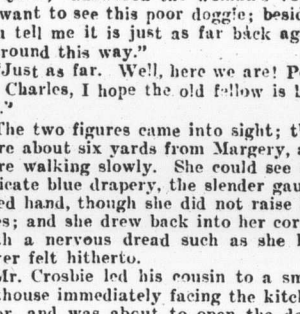 want to see this poor doggie; besid
n tell me it is just as far back ag
round this way."
"Just as far. Well, here we are! P
Charles, I hope the old fellow is l
"
The two figures came into sight; t
re about six yards from Margery, a
re walking slowly. She could see
icate blue drapery, the slender gau
ed hand, though she did not raise
s; and she drew back into her cor
h a nervous dread such as she h
er felt hitherto.
Mr. Crosbie led his cousin to a sm
thouse immediately facing the kitc
or, and was about to open the do